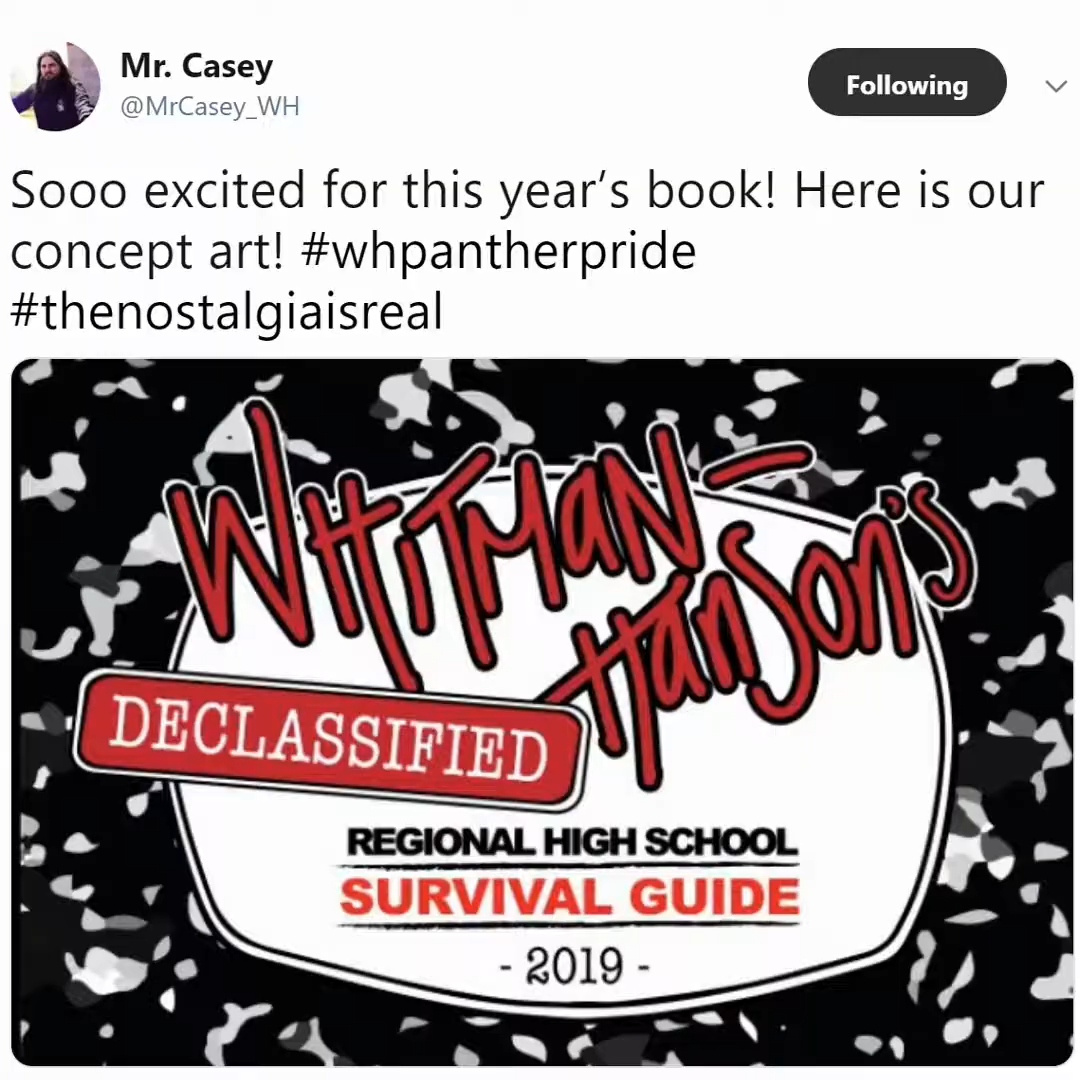 Mr. Casey
@MrCasey_WH
Following
Sooo excited for this year's book! Here is our
concept art! #whpantherpride
#thenostalgiaisreal
WHiTMaN-
HanSon's
DECLASSIFIED
REGIONAL HIGH SCHOOL
SURVIVAL GUIDE
- 2019 -